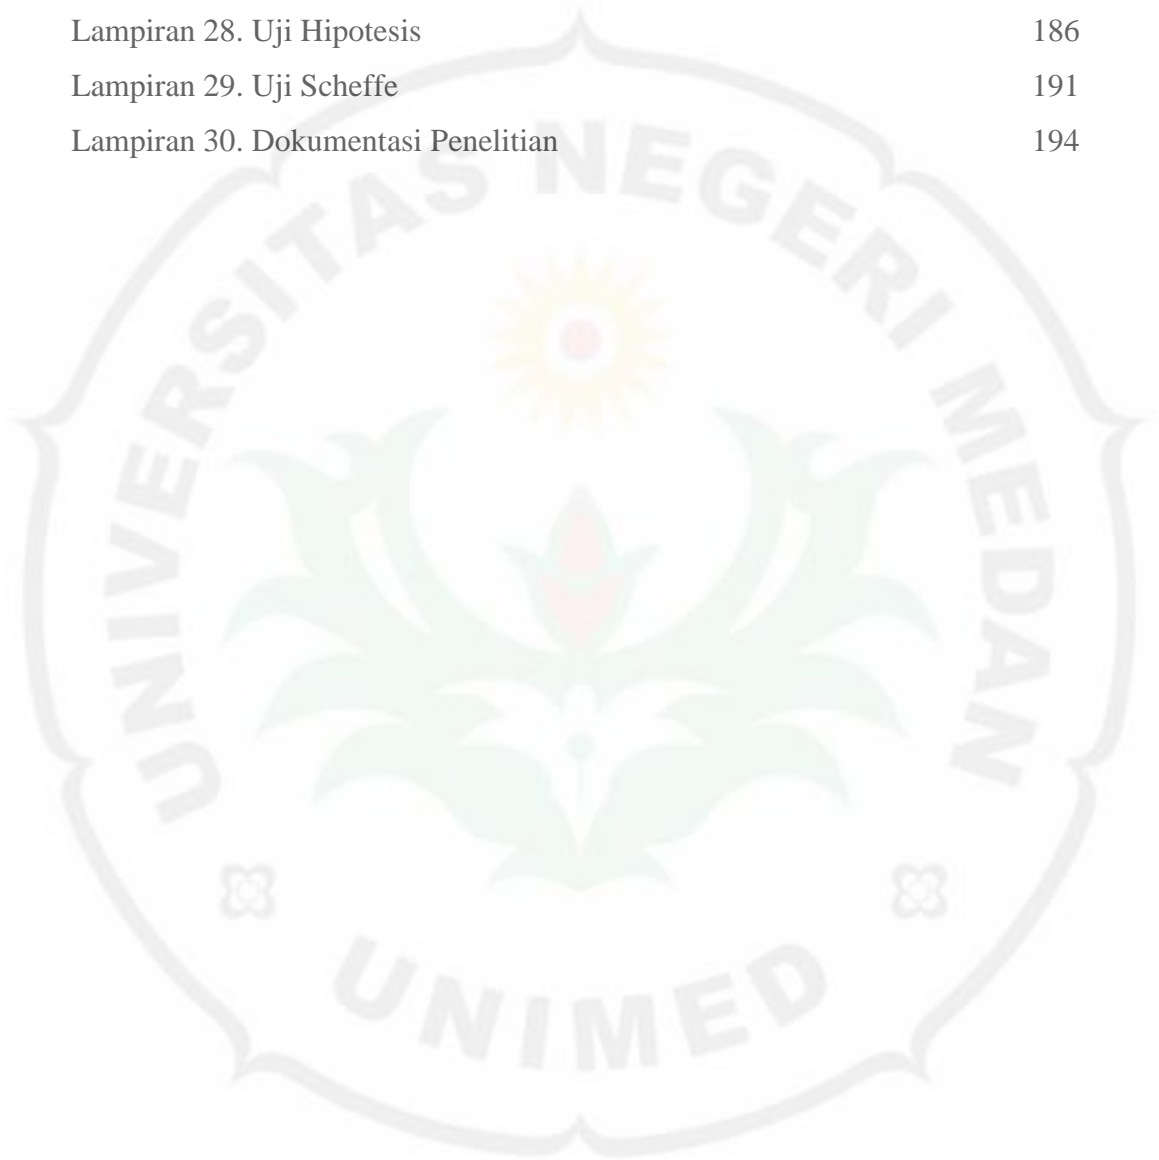 Lampiran 28. Uji Hipotesis 186
Lampiran 29. Uji Scheffe 191
Lampiran 30. Dokumentasi Penelitian 194
UNIVERSITAS NEGERI MEDAN
UNIMED